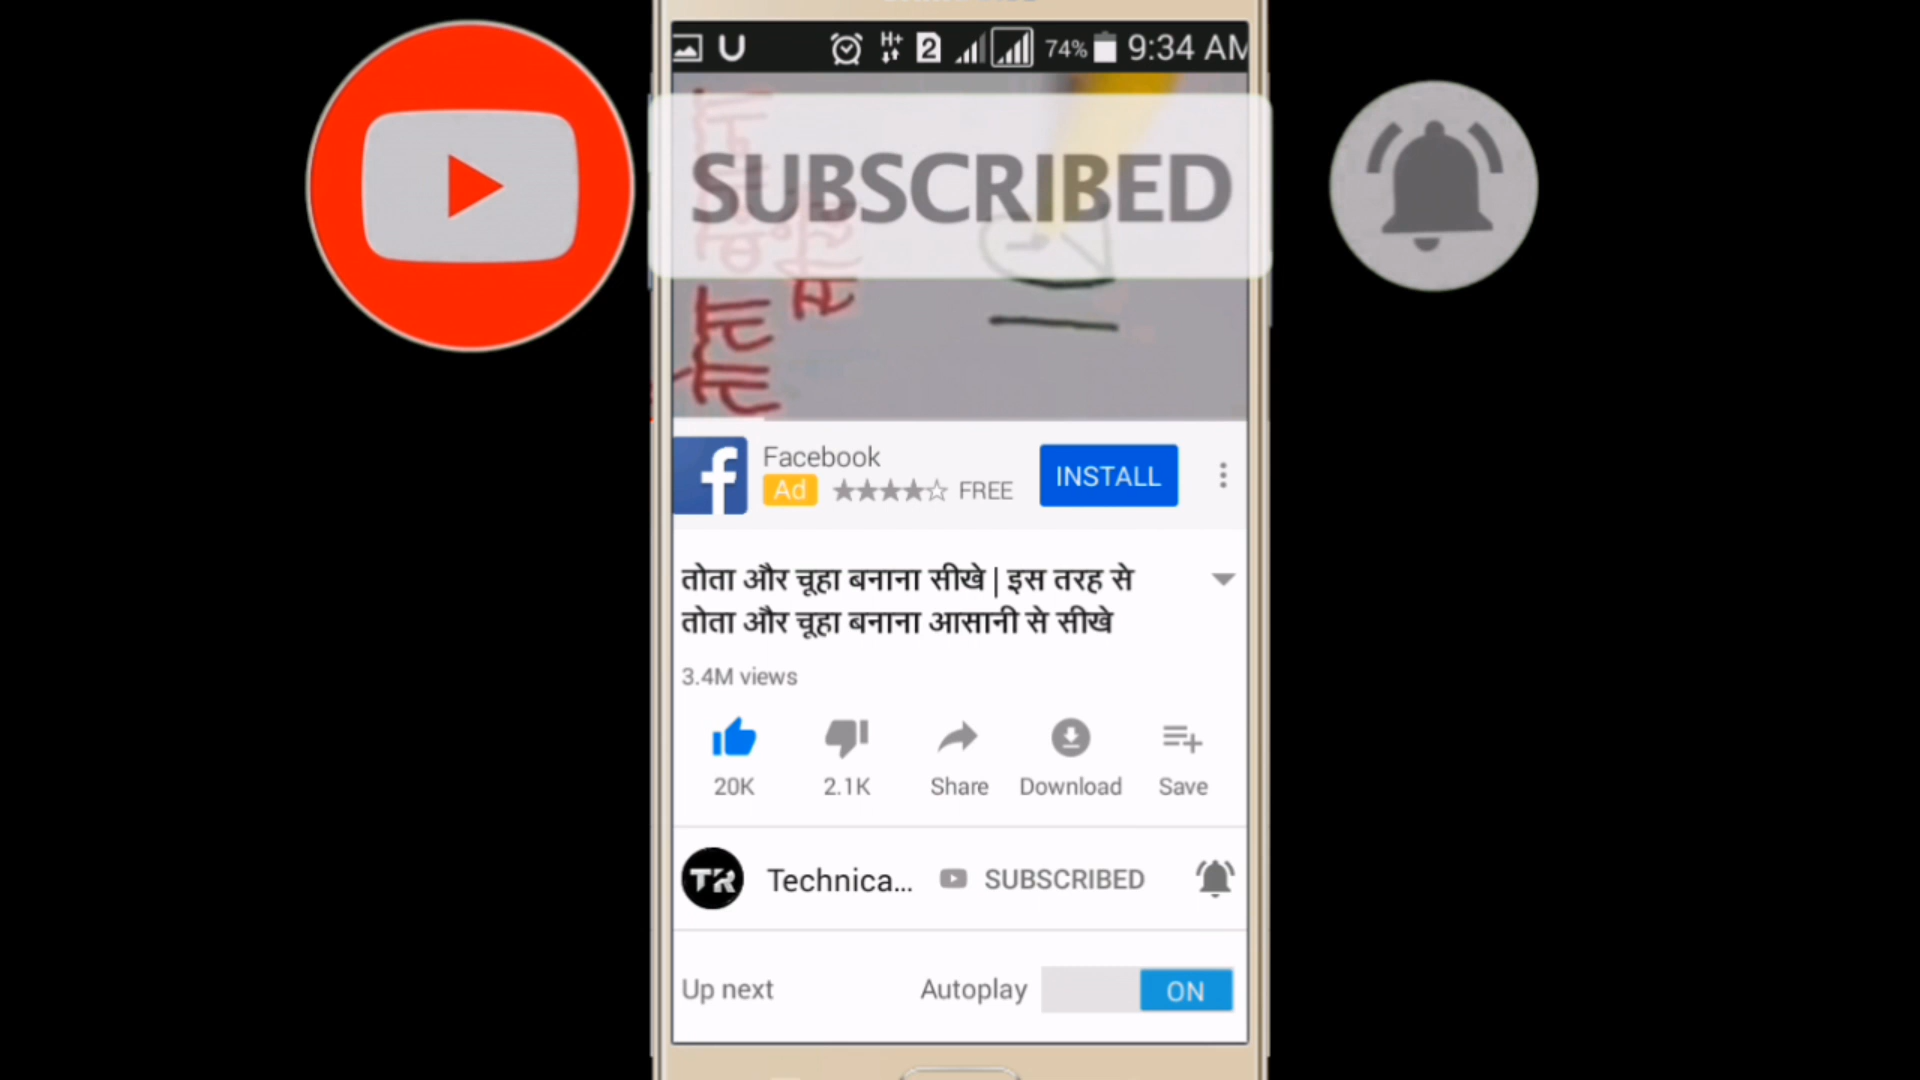 2 74% 9:34 AM
SUBSCRIBED
तोता बनाना
सीखे
Facebook
Ad FREE
INSTALL
तोता और चूहा बनाना सीखे | इस तरह से
तोता और चूहा बनाना आसानी से सीखे
3.4M views
20K 2.1K Share Download Save
TR Technica... SUBSCRIBED
Up next Autoplay ON